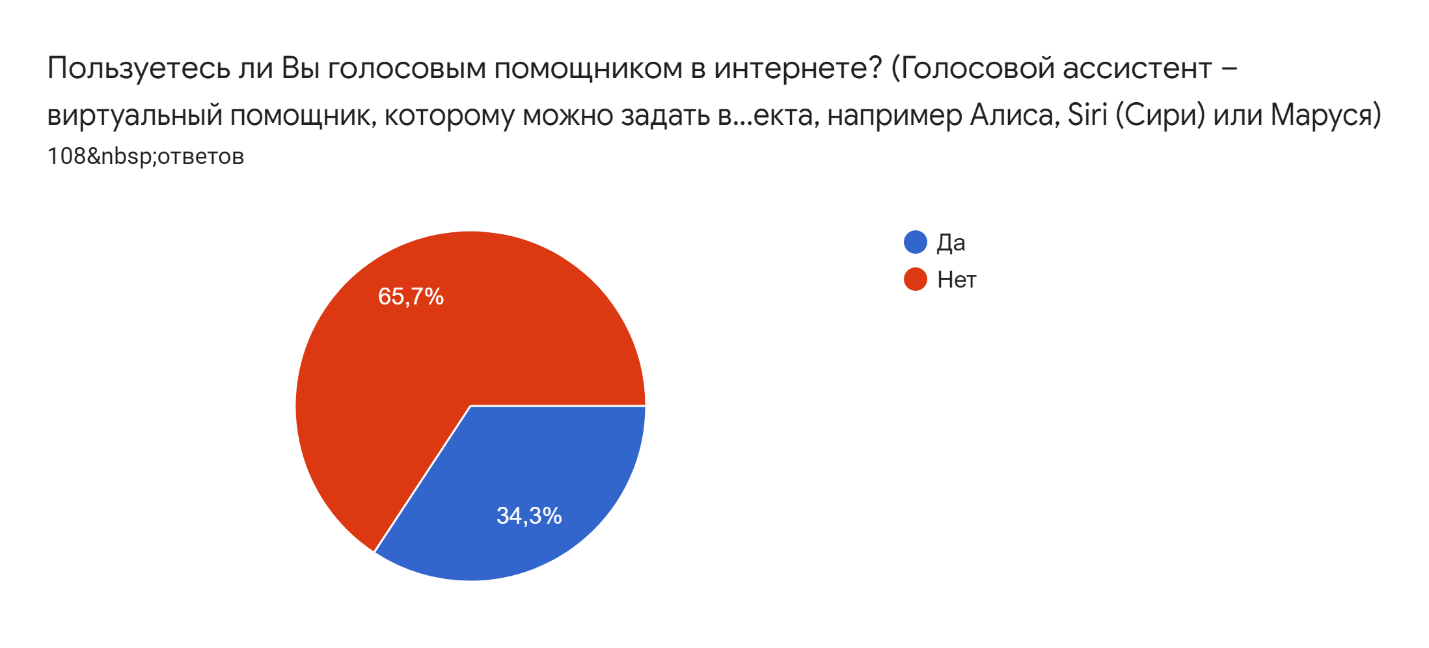 Пользуетесь ли Вы голосовым помощником в интернете? (Голосовой ассистент –
виртуальный помощник, которому можно задать в...екта, например Алиса, Siri (Сири) или Маруся)
108&nbsp;ответов
Да
Нет
65,7%
34,3%